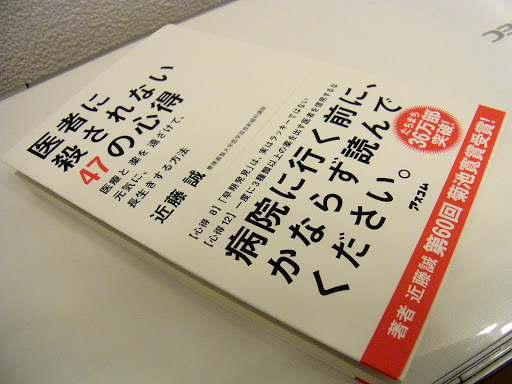 医者に
殺されない
47の心得
医療と薬を遠ざけて、
元気に、
長生きする方法
慶應義塾大学医学部放射線科講師
近藤 誠
【心得 8】「早期発見」は、実はラッキーではない
【心得 12】一度に3種類以上の薬を出す医者を信用するな
病院に行く前に、
かならず読んで
ください。
たちまち
36万部
突破!
アスコム
著者 近藤誠 第60回 菊池寛賞受賞!
EC